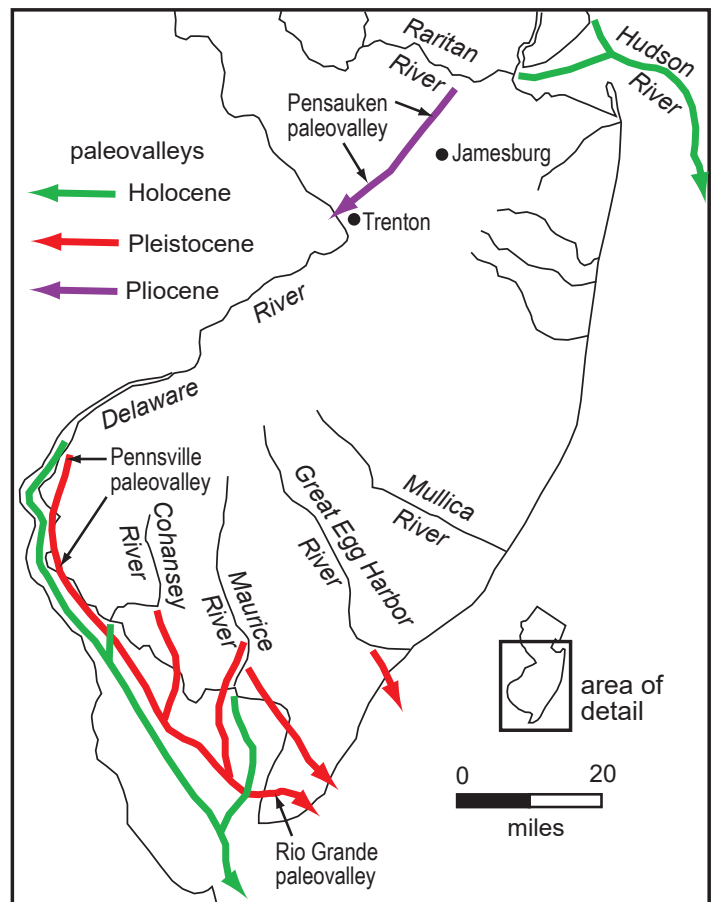 Raritan
River
Hudson
River
Pensauken
paleovalley
Jamesburg
paleovalleys
Holocene
Pleistocene
Pliocene
Trenton
River
Delaware
Pennsville
paleovalley
Cohansey
River
Maurice
River
Great Egg Harbor
River
Mullica
River
area of
detail
0 20
miles
Rio Grande
paleovalley